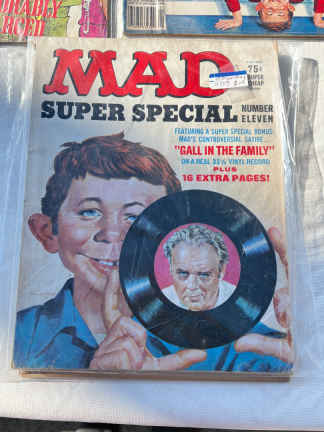 MAD
75¢
SUPER SPECIAL
NUMBER
ELEVEN
FEATURING A SUPER SPECIAL BONUS
MAD'S CONTROVERSIAL SATIRE...
"GALL IN THE FAMILY"
ON A REAL 33⅓ VINYL RECORD
PLUS
16 EXTRA PAGES!